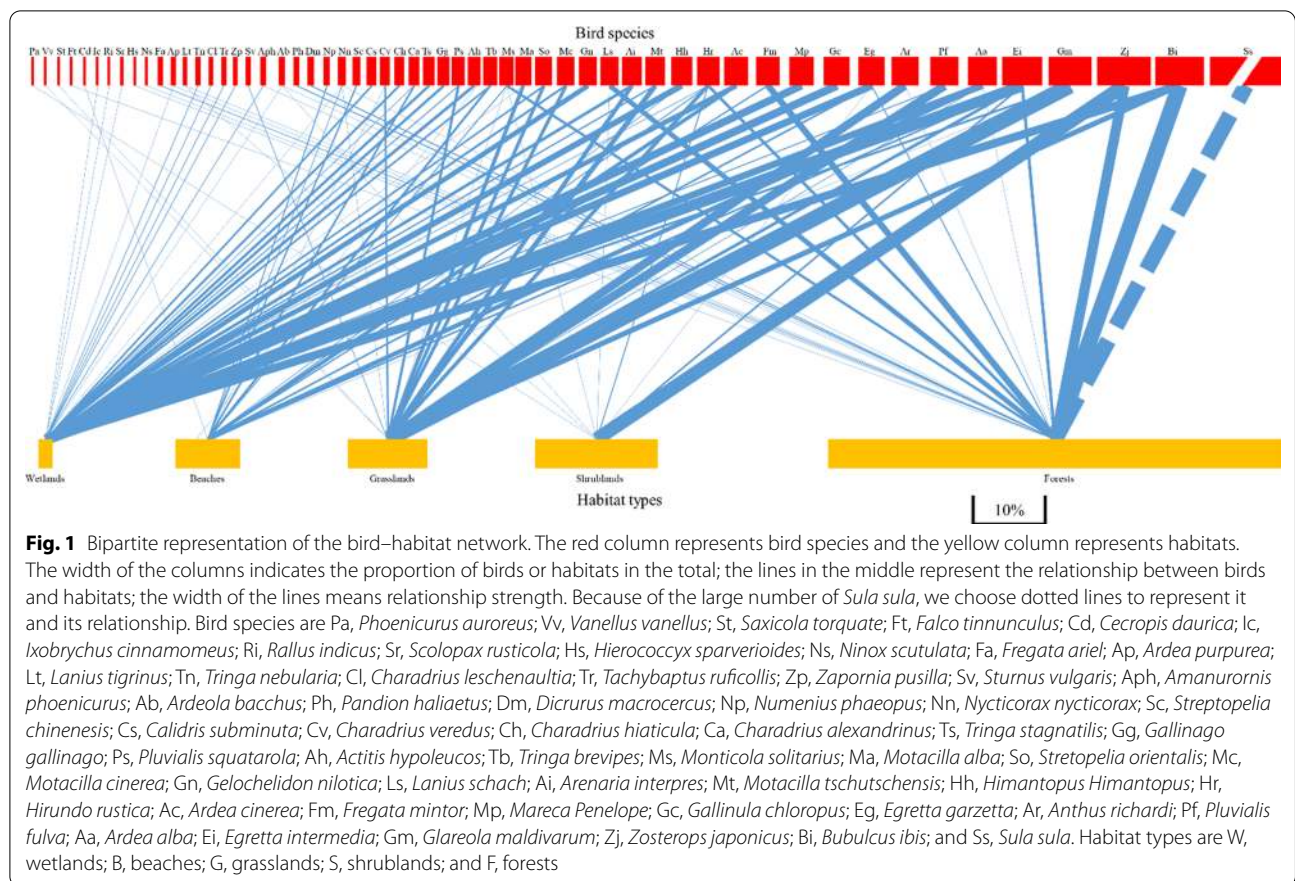 Bird species
Pa Vv St Ft Cd Ic Ri Sr Hs Ns Fa Ap Lt Tn Cl Tr Zp Sv Aph Ab Ph Dm Np Nn Sc Cs Cv Ch Ca Ts Gg Ps Ah Tb Ms Ma So Mc Gn Ls Ai Mt Hh Hr Ac Fm Mp Gc Eg Ar Pf Aa Ei Gm Zj Bi Ss
Wetlands Beaches Grasslands Shrublands Forests
Habitat types
10%
Fig. 1 Bipartite representation of the bird–habitat network. The red column represents bird species and the yellow column represents habitats.
The width of the columns indicates the proportion of birds or habitats in the total; the lines in the middle represent the relationship between birds
and habitats; the width of the lines means relationship strength. Because of the large number of Sula sula, we choose dotted lines to represent it
and its relationship. Bird species are Pa, Phoenicurus auroreus; Vv, Vanellus vanellus; St, Saxicola torquate; Ft, Falco tinnunculus; Cd, Cecropis daurica; Ic,
Ixobrychus cinnamomeus; Ri, Rallus indicus; Sr, Scolopax rusticola; Hs, Hierococcyx sparverioides; Ns, Ninox scutulata; Fa, Fregata ariel; Ap, Ardea purpurea;
Lt, Lanius tigrinus; Tn, Tringa nebularia; Cl, Charadrius leschenaultia; Tr, Tachybaptus ruficollis; Zp, Zapornia pusilla; Sv, Sturnus vulgaris; Aph, Amanurornis
phoenicurus; Ab, Ardeola bacchus; Ph, Pandion haliaetus; Dm, Dicrurus macrocercus; Np, Numenius phaeopus; Nn, Nycticorax nycticorax; Sc, Streptopelia
chinenesis; Cs, Calidris subminuta; Cv, Charadrius veredus; Ch, Charadrius hiaticula; Ca, Charadrius alexandrinus; Ts, Tringa stagnatilis; Gg, Gallinago
gallinago; Ps, Pluvialis squatarola; Ah, Actitis hypoleucos; Tb, Tringa brevipes; Ms, Monticola solitarius; Ma, Motacilla alba; So, Stretopelia orientalis; Mc,
Motacilla cinerea; Gn, Gelochelidon nilotica; Ls, Lanius schach; Ai, Arenaria interpres; Mt, Motacilla tschutschensis; Hh, Himantopus Himantopus; Hr,
Hirundo rustica; Ac, Ardea cinerea; Fm, Fregata mintor; Mp, Mareca Penelope; Gc, Gallinula chloropus; Eg, Egretta garzetta; Ar, Anthus richardi; Pf, Pluvialis
fulva; Aa, Ardea alba; Ei, Egretta intermedia; Gm, Glareola maldivarum; Zj, Zosterops japonicus; Bi, Bubulcus ibis; and Ss, Sula sula. Habitat types are W,
wetlands; B, beaches; G, grasslands; S, shrublands; and F, forests